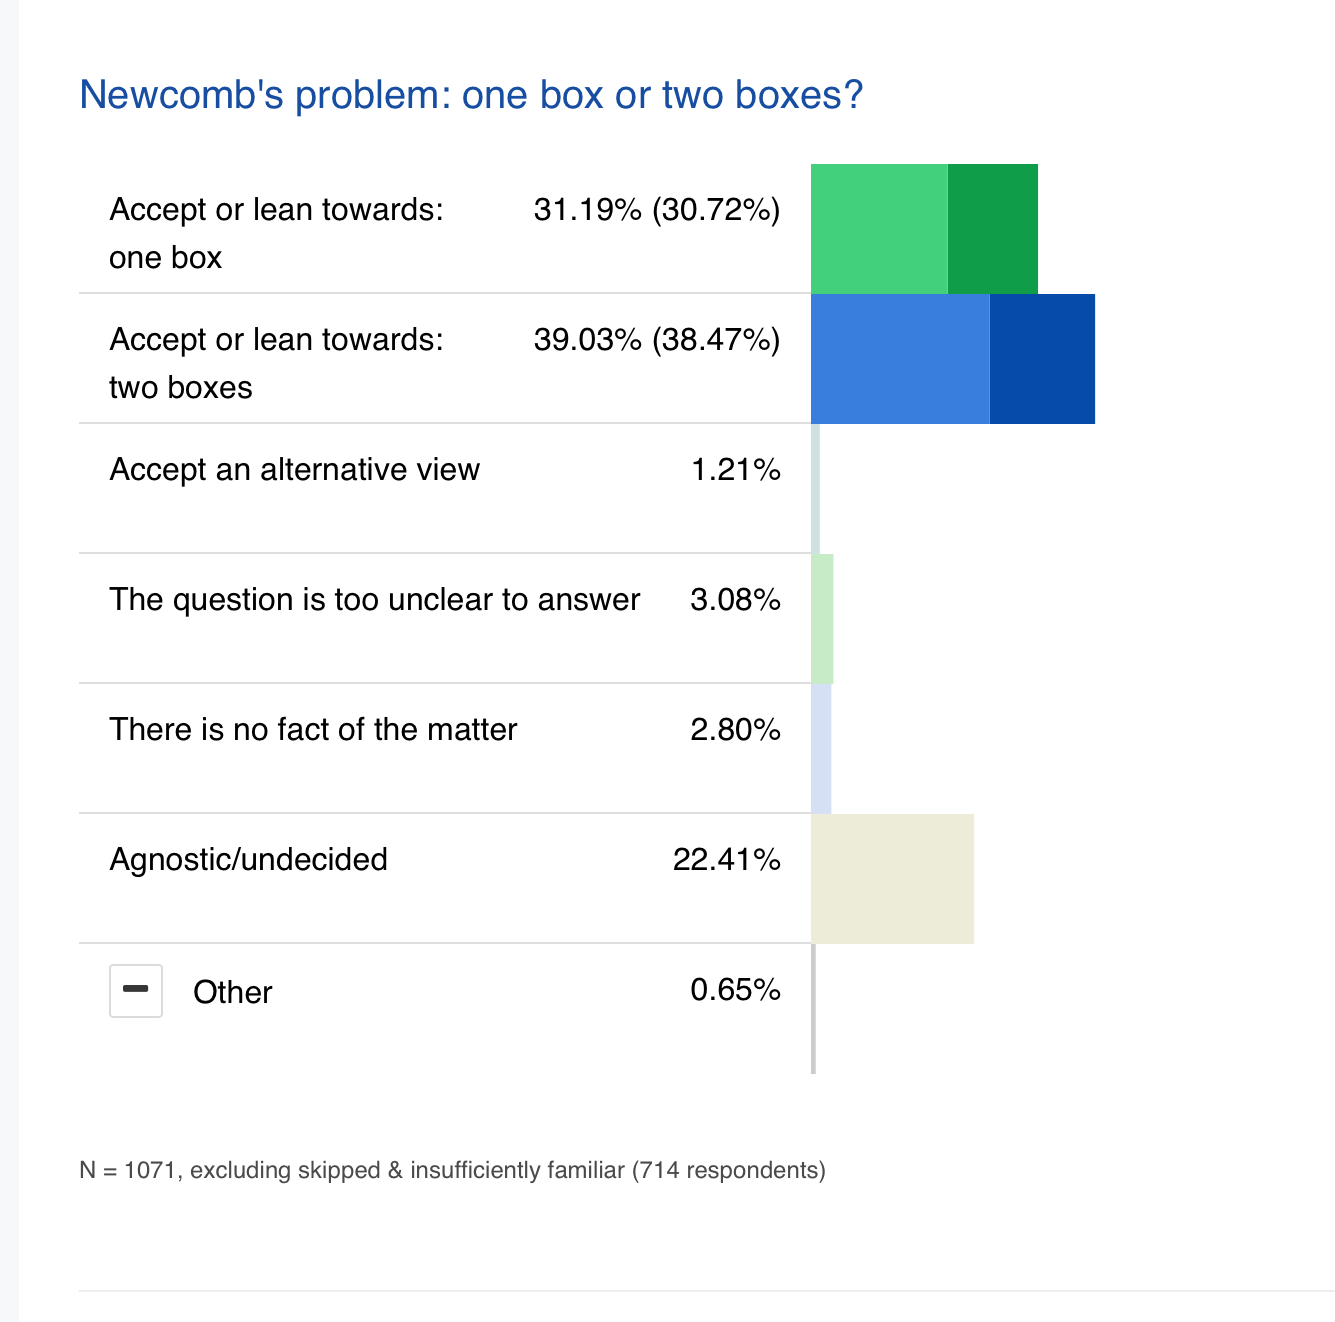 Newcomb's problem: one box or two boxes?
Accept or lean towards: 31.19% (30.72%)
one box
Accept or lean towards: 39.03% (38.47%)
two boxes
Accept an alternative view 1.21%
The question is too unclear to answer 3.08%
There is no fact of the matter 2.80%
Agnostic/undecided 22.41%
Other 0.65%
N = 1071, excluding skipped & insufficiently familiar (714 respondents)